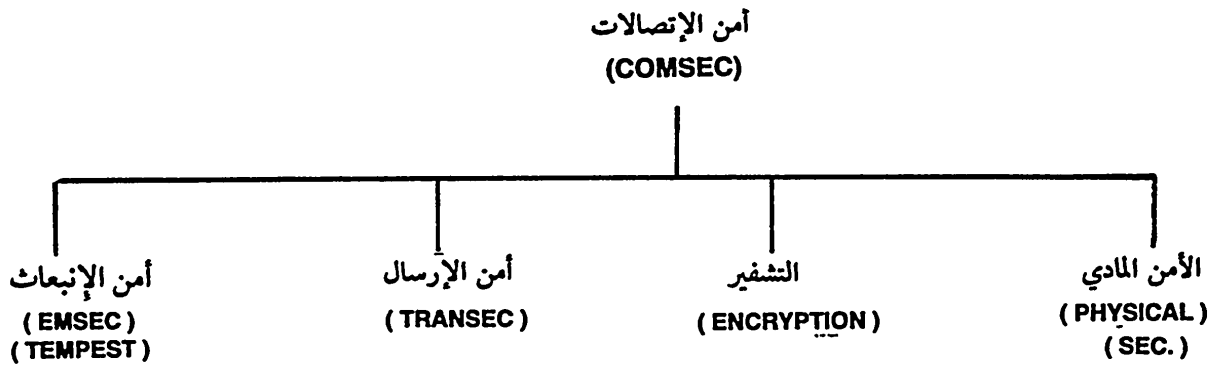 أمن الإتصالات
(COMSEC)
الأمن المادي
( PHYSICAL )
( SEC. )
التشفير
( ENCRYPTION )
أمن الإرسال
( TRANSEC )
أمن الإنبعاث
( EMSEC )
( TEMPEST )